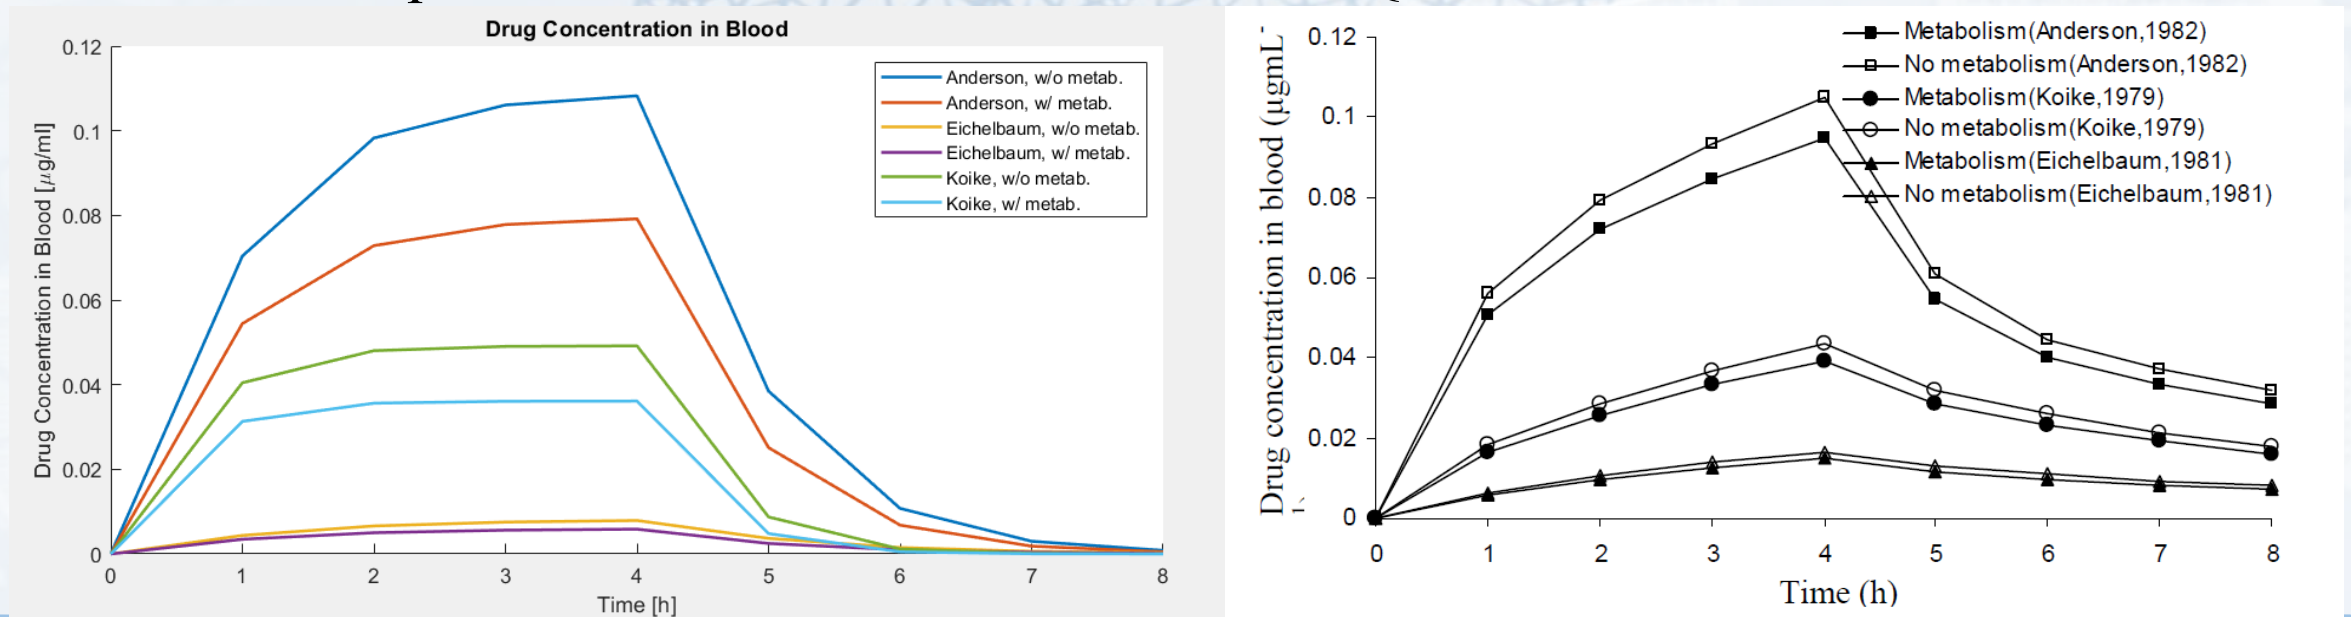 Drug Concentration in Blood
Drug Concentration in Blood [µg/ml]
0.12
0.1
0.08
0.06
0.04
0.02
0
0 1 2 3 4 5 6 7 8
Time [h]
Anderson, w/o metab.
Anderson, w/ metab.
Eichelbaum, w/o metab.
Eichelbaum, w/ metab.
Koike, w/o metab.
Koike, w/ metab.
Drug concentration in blood (µgmL-
0.12
0.1
0.08
0.06
0.04
0.02
0
0 1 2 3 4 5 6 7 8
Time (h)
Metabolism(Anderson,1982)
No metabolism(Anderson,1982)
Metabolism(Koike,1979)
No metabolism(Koike,1979)
Metabolism(Eichelbaum,1981)
No metabolism(Eichelbaum,1981)